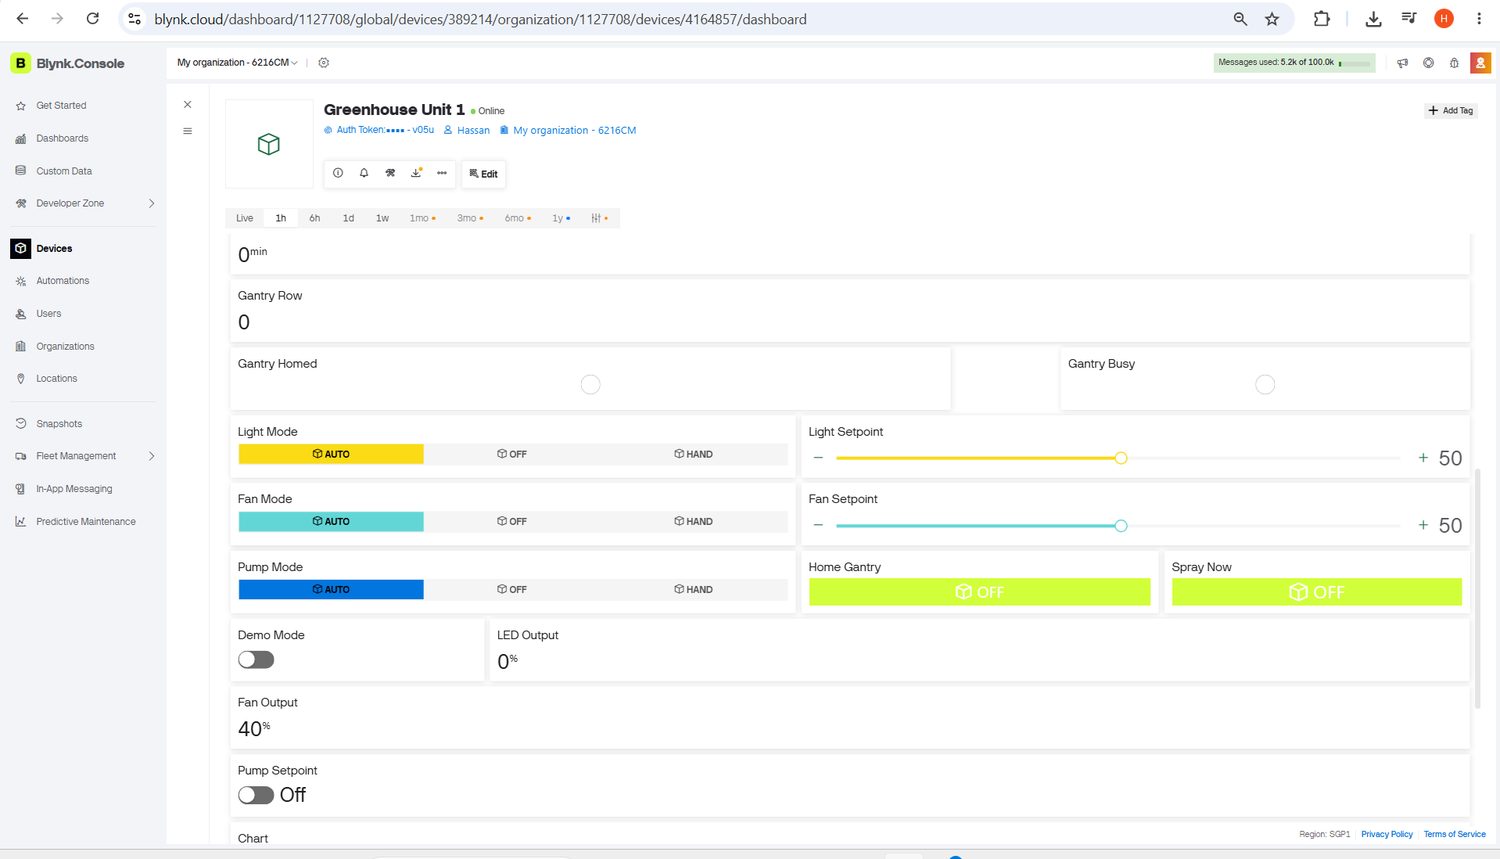 blynk.cloud/dashboard/1127708/global/devices/389214/organization/1127708/devices/4164857/dashboard
H
B Blynk.Console
My organization - 6216CM
Messages used: 5.2k of 100.0k
Get Started
Dashboards
Custom Data
Developer Zone
Devices
Automations
Users
Organizations
Locations
Snapshots
Fleet Management
In-App Messaging
Predictive Maintenance
Greenhouse Unit 1 Online
Add Tag
Auth Token:•••• - v05u Hassan My organization - 6216CM
Edit
Live 1h 6h 1d 1w 1mo 3mo 6mo 1y
0min
Gantry Row
0
Gantry Homed Gantry Busy
Light Mode Light Setpoint
AUTO OFF HAND − + 50
Fan Mode Fan Setpoint
AUTO OFF HAND − + 50
Pump Mode Home Gantry Spray Now
AUTO OFF HAND OFF OFF
Demo Mode LED Output
0%
Fan Output
40%
Pump Setpoint
Off
Chart
Region: SGP1 Privacy Policy Terms of Service